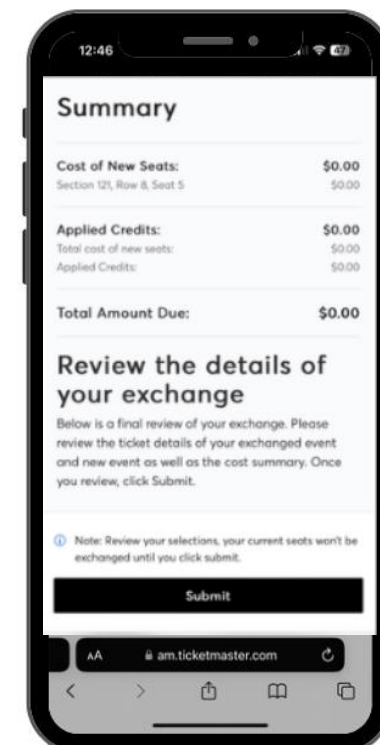 12:46
47
Summary
Cost of New Seats: $0.00
Section 121, Row 8, Seat 5 $0.00
Applied Credits: $0.00
Total cost of new seats: $0.00
Applied Credits: $0.00
Total Amount Due: $0.00
Review the details of
your exchange
Below is a final review of your exchange. Please
review the ticket details of your exchanged event
and new event as well as the cost summary. Once
you review, click Submit.
Note: Review your selections, your current seats won't be
exchanged until you click submit.
Submit
AA am.ticketmaster.com